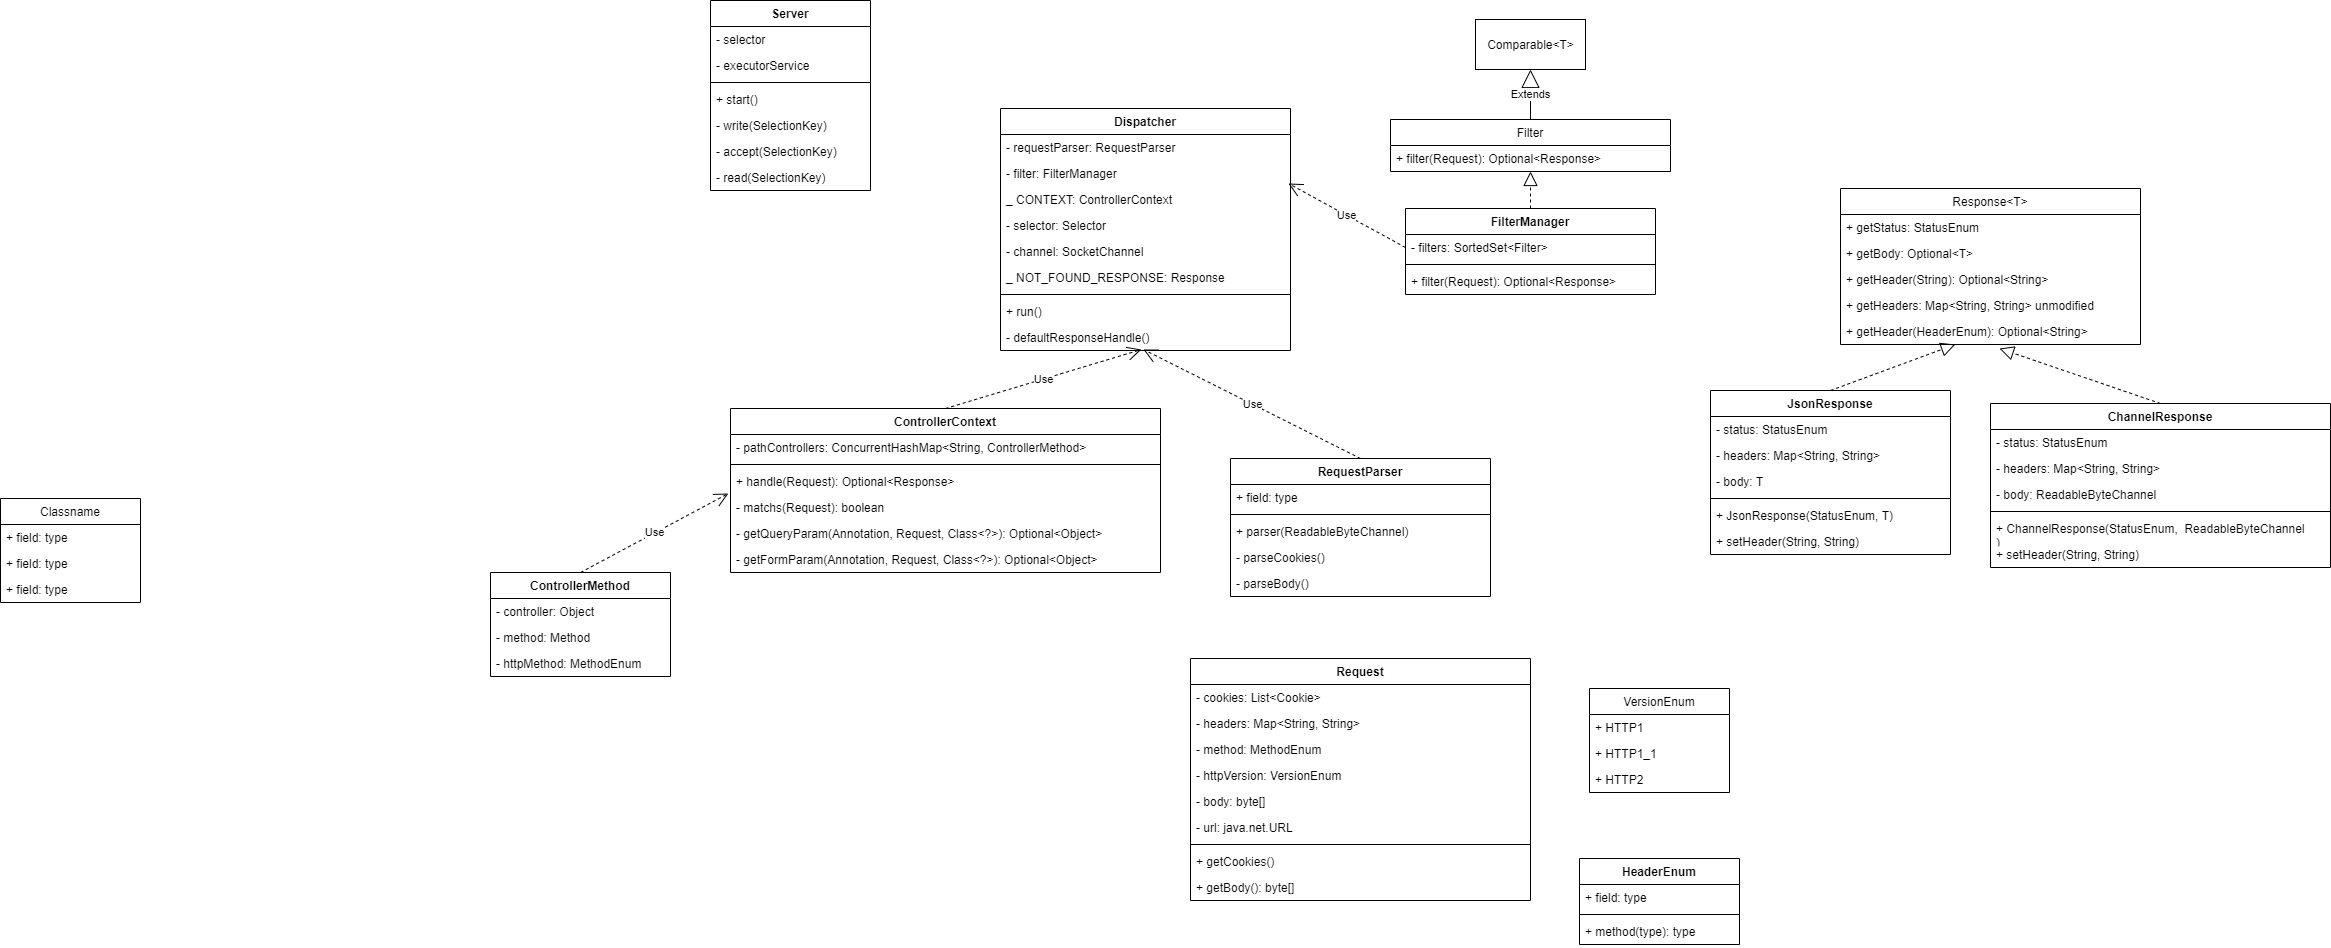 Server
- selector
- executorService
+ start()
- write(SelectionKey)
- accept(SelectionKey)
- read(SelectionKey)
Comparable<T>
Extends
Filter
+ filter(Request): Optional<Response>
Dispatcher
- requestParser: RequestParser
- filter: FilterManager
_ CONTEXT: ControllerContext
- selector: Selector
- channel: SocketChannel
_ NOT_FOUND_RESPONSE: Response
+ run()
- defaultResponseHandle()
Use
FilterManager
- filters: SortedSet<Filter>
+ filter(Request): Optional<Response>
Response<T>
+ getStatus: StatusEnum
+ getBody: Optional<T>
+ getHeader(String): Optional<String>
+ getHeaders: Map<String, String> unmodified
+ getHeader(HeaderEnum): Optional<String>
Use
Use
JsonResponse
- status: StatusEnum
- headers: Map<String, String>
- body: T
+ JsonResponse(StatusEnum, T)
+ setHeader(String, String)
ChannelResponse
- status: StatusEnum
- headers: Map<String, String>
- body: ReadableByteChannel
+ ChannelResponse(StatusEnum,  ReadableByteChannel
)
+ setHeader(String, String)
ControllerContext
- pathControllers: ConcurrentHashMap<String, ControllerMethod>
+ handle(Request): Optional<Response>
- matchs(Request): boolean
- getQueryParam(Annotation, Request, Class<?>): Optional<Object>
- getFormParam(Annotation, Request, Class<?>): Optional<Object>
RequestParser
+ field: type
+ parser(ReadableByteChannel)
- parseCookies()
- parseBody()
Classname
+ field: type
+ field: type
+ field: type
Use
ControllerMethod
- controller: Object
- method: Method
- httpMethod: MethodEnum
Request
- cookies: List<Cookie>
- headers: Map<String, String>
- method: MethodEnum
- httpVersion: VersionEnum
- body: byte[]
- url: java.net.URL
+ getCookies()
+ getBody(): byte[]
VersionEnum
+ HTTP1
+ HTTP1_1
+ HTTP2
HeaderEnum
+ field: type
+ method(type): type